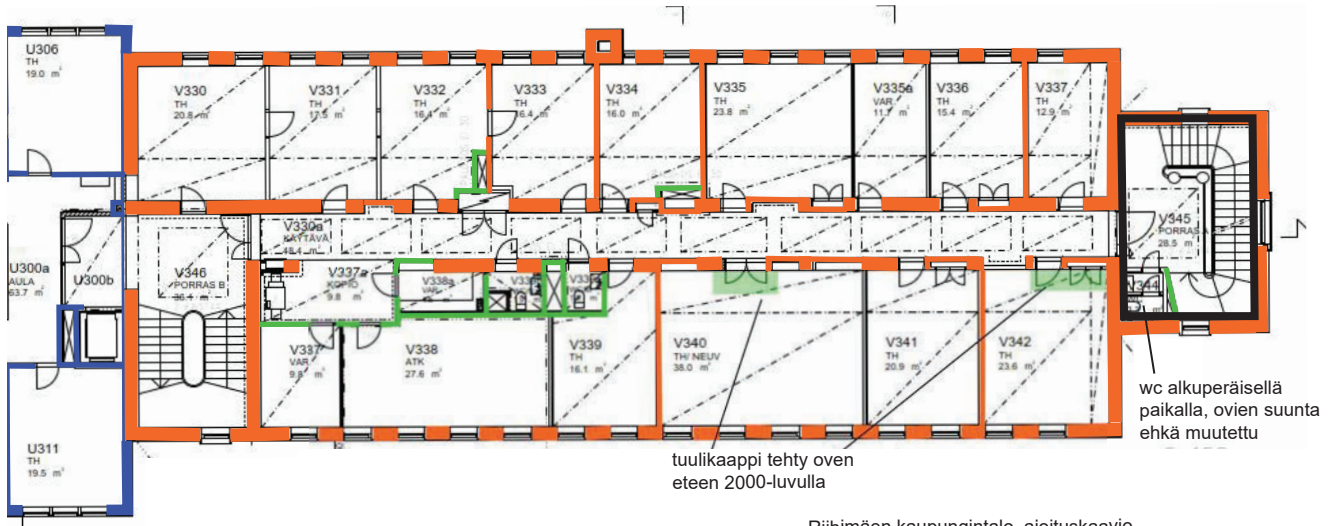 U306
TH
19.0 m²
V330
TH
20.8 m²
V331
TH
17.5 m²
V332
TH
16.4 m²
V333
TH
16.4 m²
V334
TH
16.0 m²
V335
TH
23.8 m²
V335a
VAR
V336
TH
15.4 m²
V337
TH
12.9 m²
V330a
KÄYTÄVÄ
V345
PORRAS A
28.5 m²
U300a
AULA
63.7 m²
U300b
V346
PORRAS B
V337a
KOPIO
9.8 m²
V338a
VAR
V344
V337
VAR
V338
ATK
27.6 m²
V339
TH
16.1 m²
V340
TH/ NEUV
38.0 m²
V341
TH
20.9 m²
V342
TH
23.6 m²
U311
TH
19.5 m²
wc alkuperäisellä
paikalla, ovien suunta
ehkä muutettu
tuulikaappi tehty oven
eteen 2000-luvulla